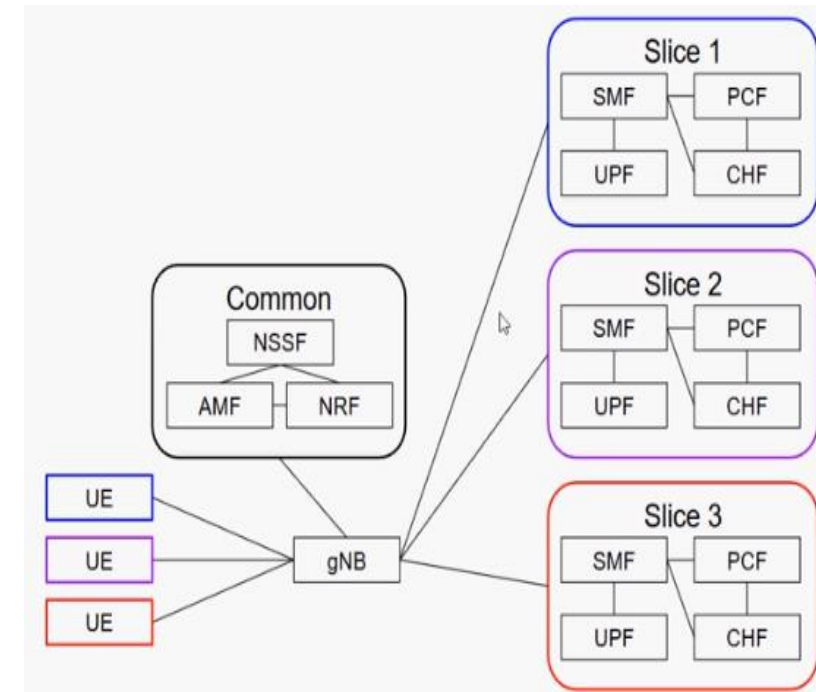 Slice 1
SMF PCF
UPF CHF
Slice 2
SMF PCF
UPF CHF
Common
NSSF
AMF NRF
UE
UE
UE
gNB
Slice 3
SMF PCF
UPF CHF